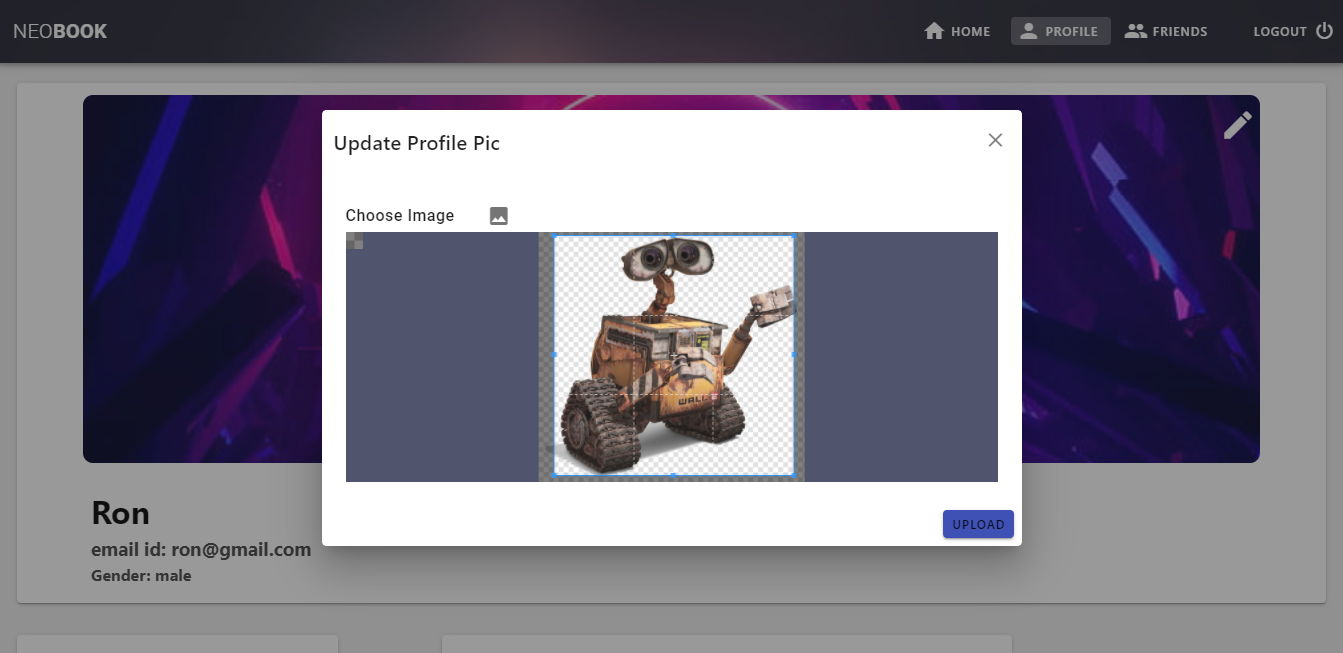 NEOBOOK
HOME
PROFILE
FRIENDS
LOGOUT
Update Profile Pic
Choose Image
WALL·E
UPLOAD
Ron
email id: ron@gmail.com
Gender: male